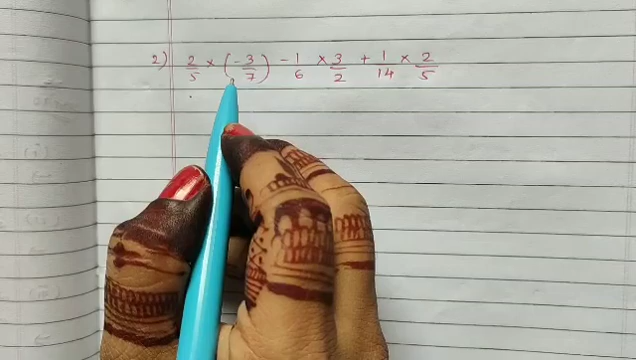 2) 2/5 × (-3/7) - 1/6 × 3/2 + 1/14 × 2/5